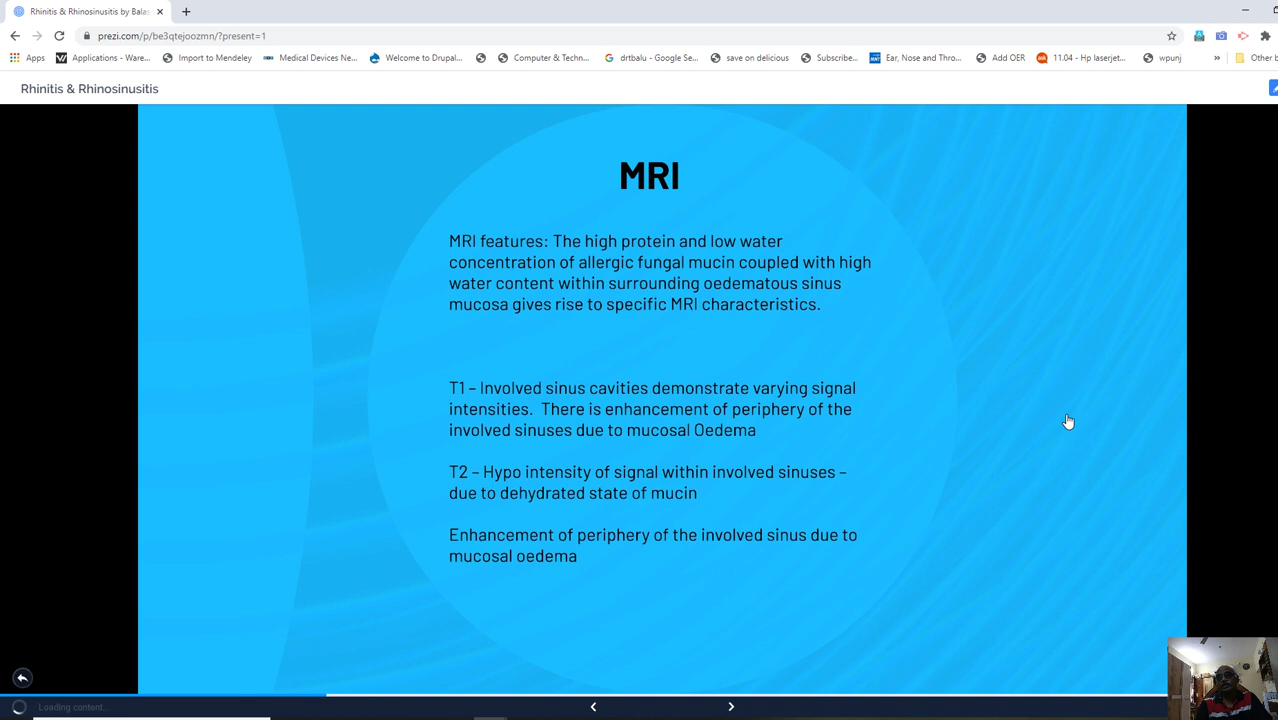 Rhinitis & Rhinosinusitis by Balas
prezi.com/p/be3qtejoozmn/?present=1
Apps
Applications - Ware...
Import to Mendeley
Medical Devices Ne...
Welcome to Drupal...
Computer & Techn...
drtbalu - Google Se...
save on delicious
Subscribe...
Ear, Nose and Thro...
Add OER
11.04 - Hp laserjet...
wpunj
»
Other b
Rhinitis & Rhinosinusitis
MRI
MRI features: The high protein and low water
concentration of allergic fungal mucin coupled with high
water content within surrounding oedematous sinus
mucosa gives rise to specific MRI characteristics.
T1 – Involved sinus cavities demonstrate varying signal
intensities. There is enhancement of periphery of the
involved sinuses due to mucosal Oedema
T2 – Hypo intensity of signal within involved sinuses –
due to dehydrated state of mucin
Enhancement of periphery of the involved sinus due to
mucosal oedema
Loading content...